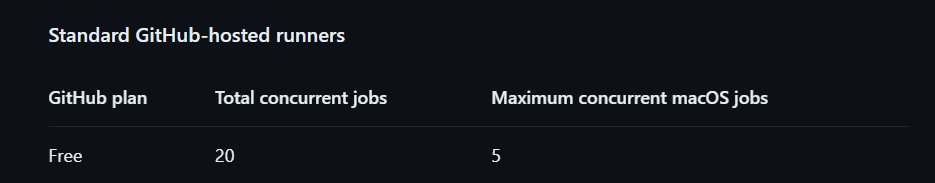 Standard GitHub-hosted runners
GitHub plan Total concurrent jobs Maximum concurrent macOS jobs
Free 20 5